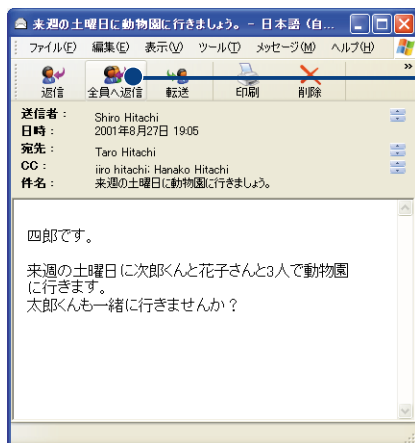 来週の土曜日に動物園に行きましょう。 - 日本語（自...
ファイル(F) 編集(E) 表示(V) ツール(T) メッセージ(M) ヘルプ(H)
返信 全員へ返信 転送 印刷 削除 »
送信者： Shiro Hitachi
日時： 2001年8月27日 19:05
宛先： Taro Hitachi
CC： iiro hitachi; Hanako Hitachi
件名： 来週の土曜日に動物園に行きましょう。
四郎です。
来週の土曜日に次郎くんと花子さんと3人で動物園
に行きます。
太郎くんも一緒に行きませんか？